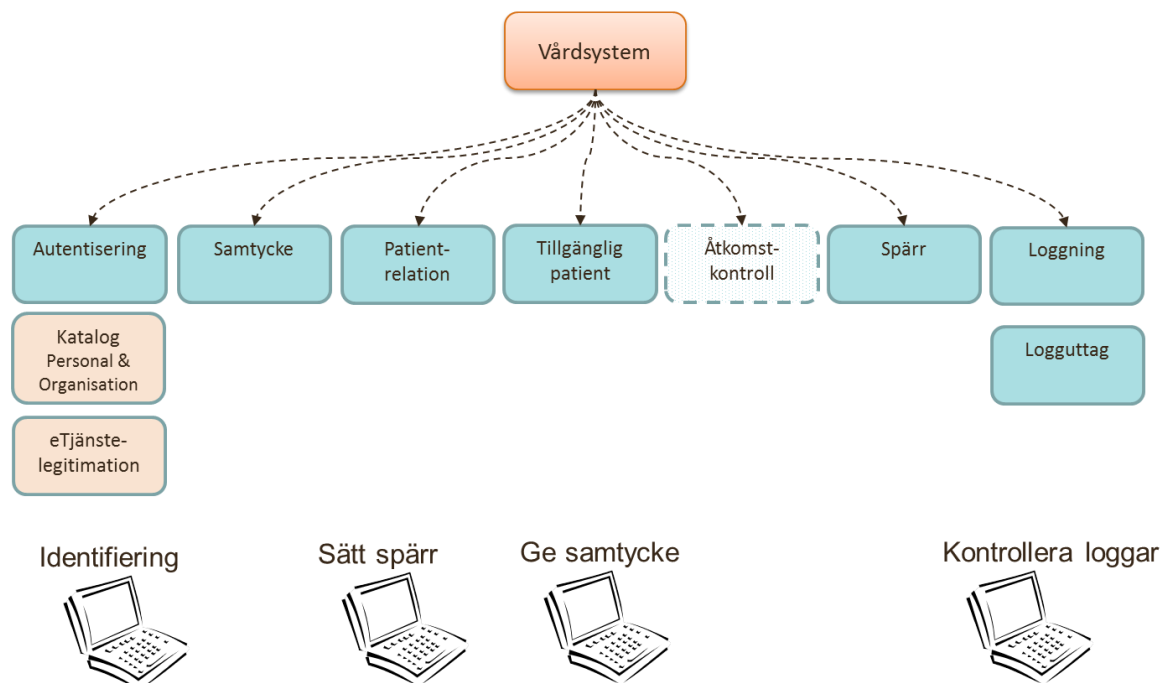 Vårdsystem
Autentisering
Samtycke
Patient-
relation
Tillgänglig
patient
Åtkomst-
kontroll
Spärr
Loggning
Katalog
Personal &
Organisation
Logguttag
eTjänste-
legitimation
Identifiering
Sätt spärr
Ge samtycke
Kontrollera loggar